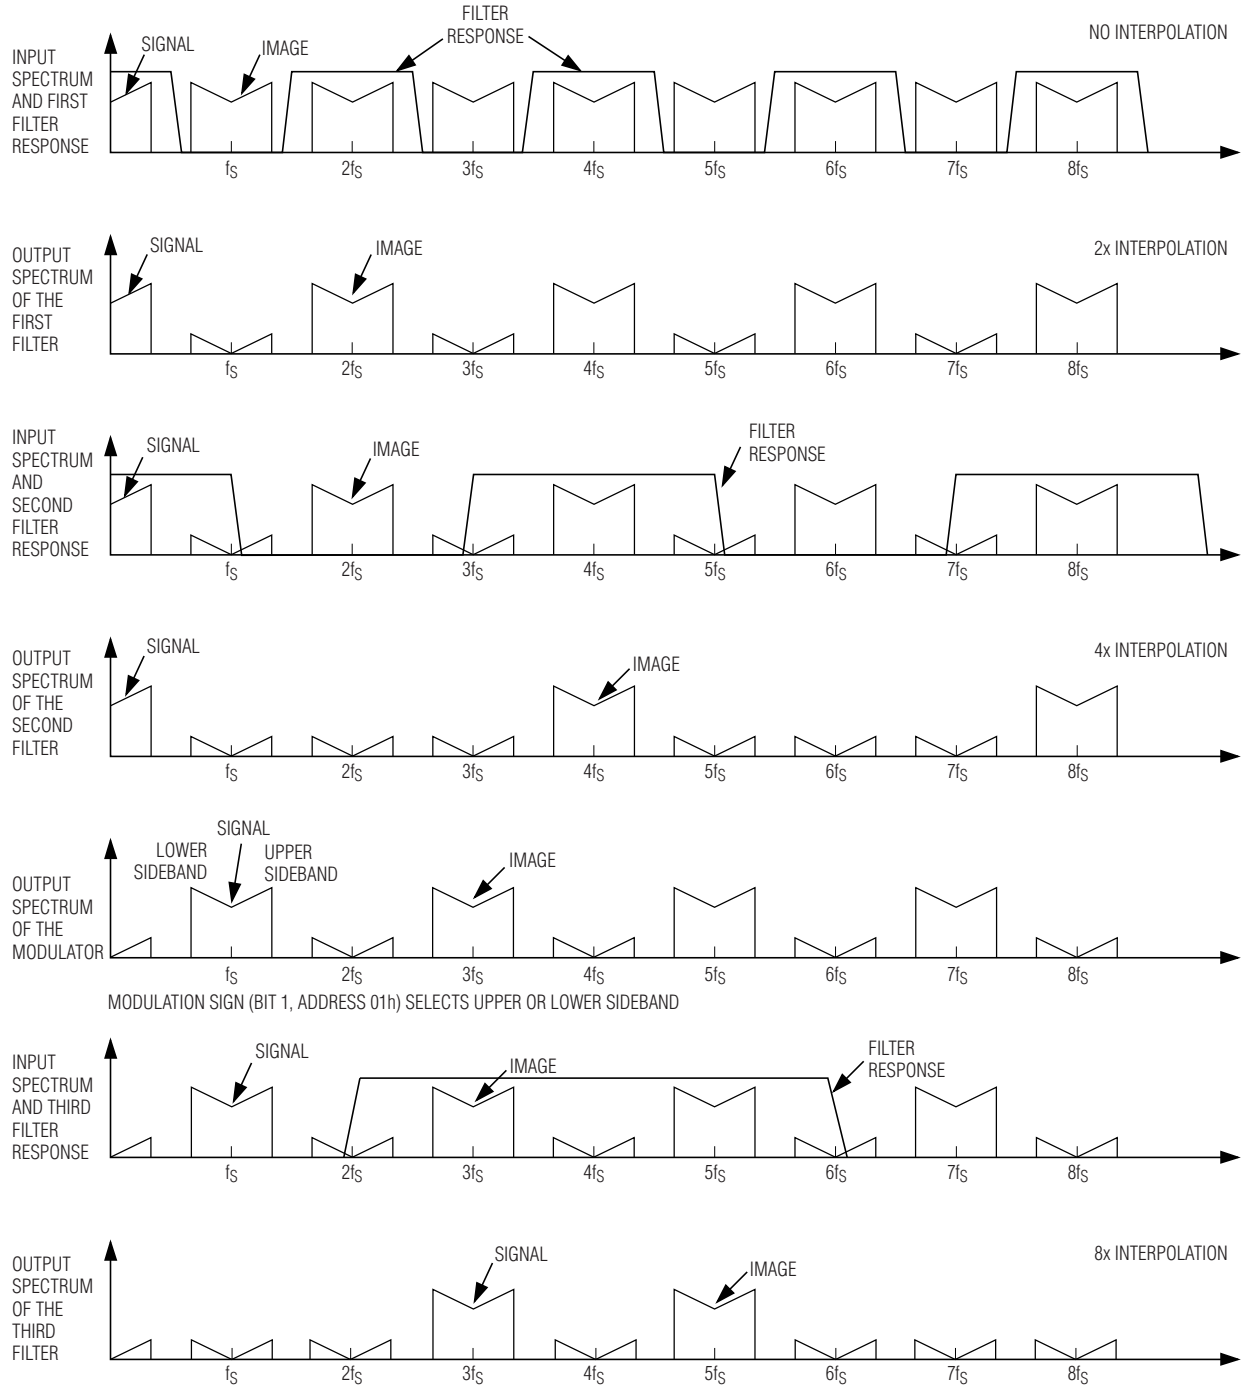 FILTER
RESPONSE
NO INTERPOLATION
SIGNAL
IMAGE
INPUT
SPECTRUM
AND FIRST
FILTER
RESPONSE
fS
2fS
3fS
4fS
5fS
6fS
7fS
8fS
2x INTERPOLATION
SIGNAL
IMAGE
OUTPUT
SPECTRUM
OF THE
FIRST
FILTER
fS
2fS
3fS
4fS
5fS
6fS
7fS
8fS
INPUT
SPECTRUM
AND
SECOND
FILTER
RESPONSE
SIGNAL
IMAGE
FILTER
RESPONSE
fS
2fS
3fS
4fS
5fS
6fS
7fS
8fS
4x INTERPOLATION
SIGNAL
IMAGE
OUTPUT
SPECTRUM
OF THE
SECOND
FILTER
fS
2fS
3fS
4fS
5fS
6fS
7fS
8fS
SIGNAL
LOWER
SIDEBAND
UPPER
SIDEBAND
IMAGE
OUTPUT
SPECTRUM
OF THE
MODULATOR
fS
2fS
3fS
4fS
5fS
6fS
7fS
8fS
MODULATION SIGN (BIT 1, ADDRESS 01h) SELECTS UPPER OR LOWER SIDEBAND
INPUT
SPECTRUM
AND THIRD
FILTER
RESPONSE
SIGNAL
IMAGE
FILTER
RESPONSE
fS
2fS
3fS
4fS
5fS
6fS
7fS
8fS
8x INTERPOLATION
SIGNAL
IMAGE
OUTPUT
SPECTRUM
OF THE
THIRD
FILTER
fS
2fS
3fS
4fS
5fS
6fS
7fS
8fS